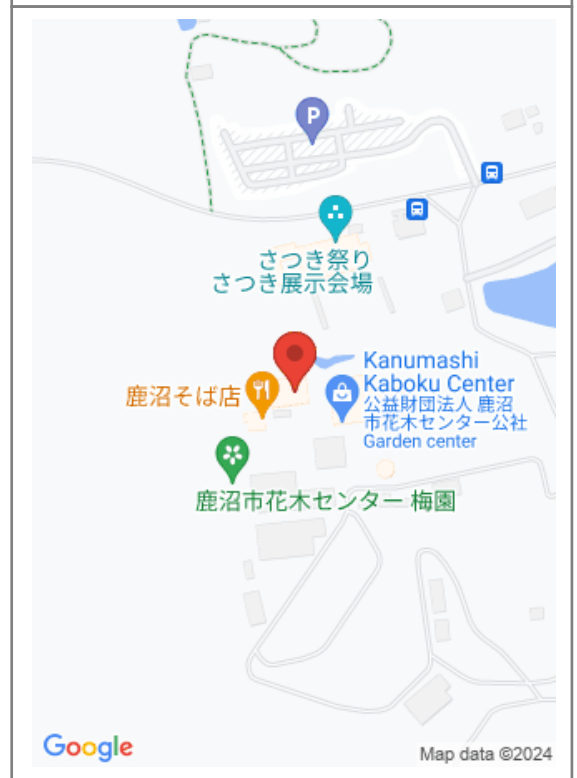 P
さつき祭り
さつき展示会場
Kanumashi
Kaboku Center
公益財団法人 鹿沼
市花木センター公社
Garden center
鹿沼そば店
鹿沼市花木センター 梅園
Google
Map data ©2024